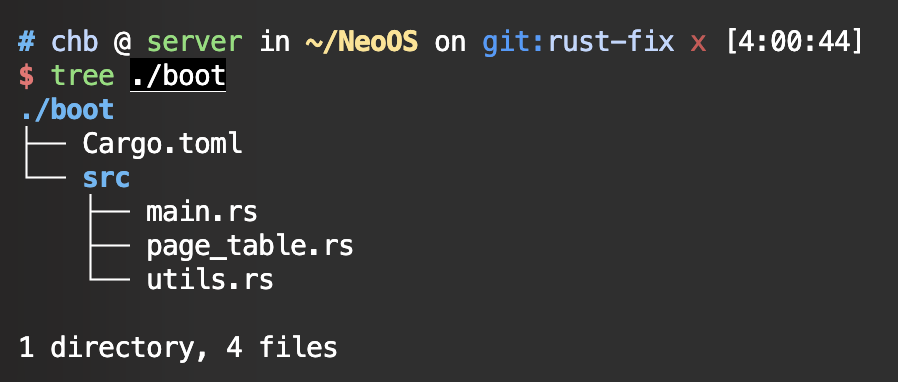 # chb @ server in ~/NeoOS on git:rust-fix x [4:00:44]
$ tree ./boot
./boot
├── Cargo.toml
└── src
    ├── main.rs
    ├── page_table.rs
    └── utils.rs

1 directory, 4 files